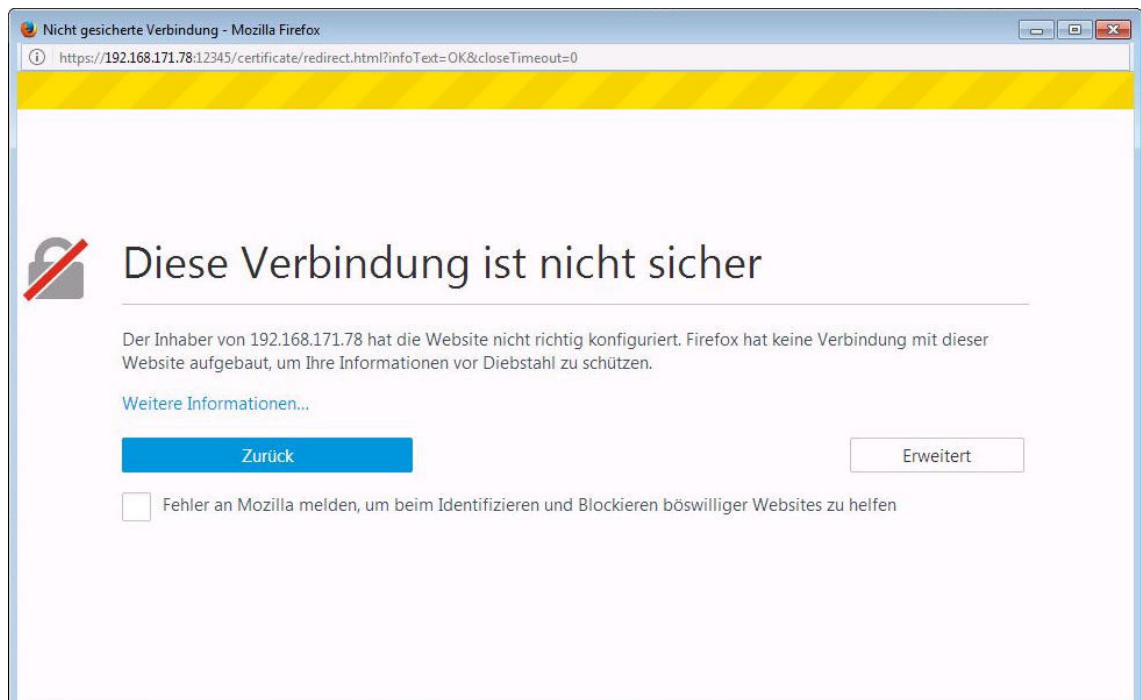 Nicht gesicherte Verbindung - Mozilla Firefox
https://192.168.171.78:12345/certificate/redirect.html?infoText=OK&closeTimeout=0
Diese Verbindung ist nicht sicher
Der Inhaber von 192.168.171.78 hat die Website nicht richtig konfiguriert. Firefox hat keine Verbindung mit dieser
Website aufgebaut, um Ihre Informationen vor Diebstahl zu schützen.
Weitere Informationen...
Zurück
Erweitert
Fehler an Mozilla melden, um beim Identifizieren und Blockieren böswilliger Websites zu helfen